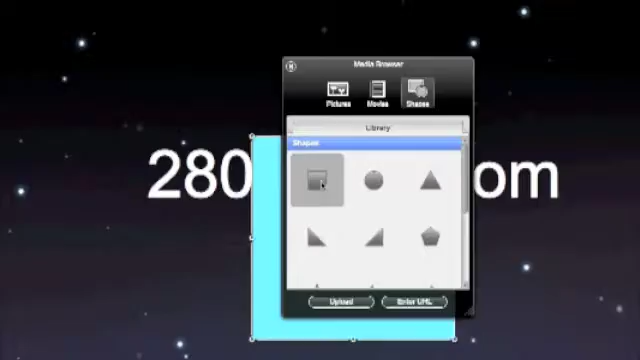 Media Browser
Pictures Movies Shapes
Library
Shapes
280 om
Upload Enter URL